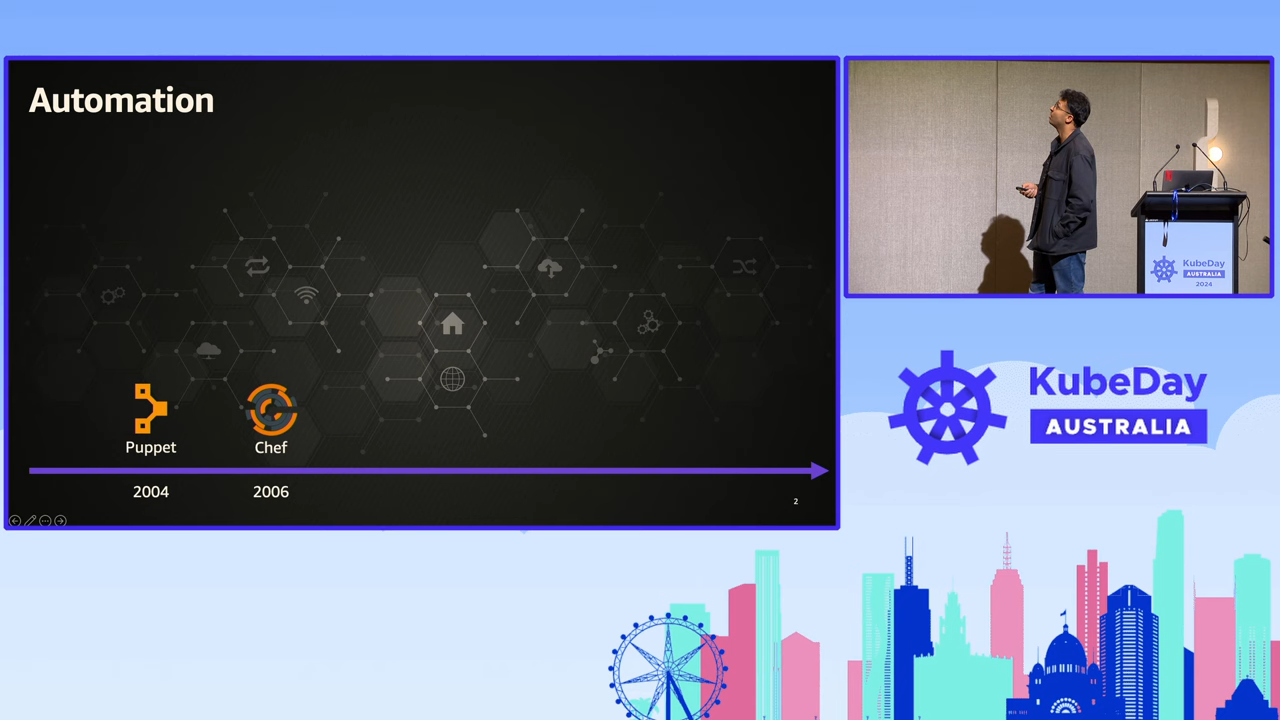 Automation
Puppet
Chef
2004
2006
2
KubeDay
AUSTRALIA
2024
KubeDay
AUSTRALIA